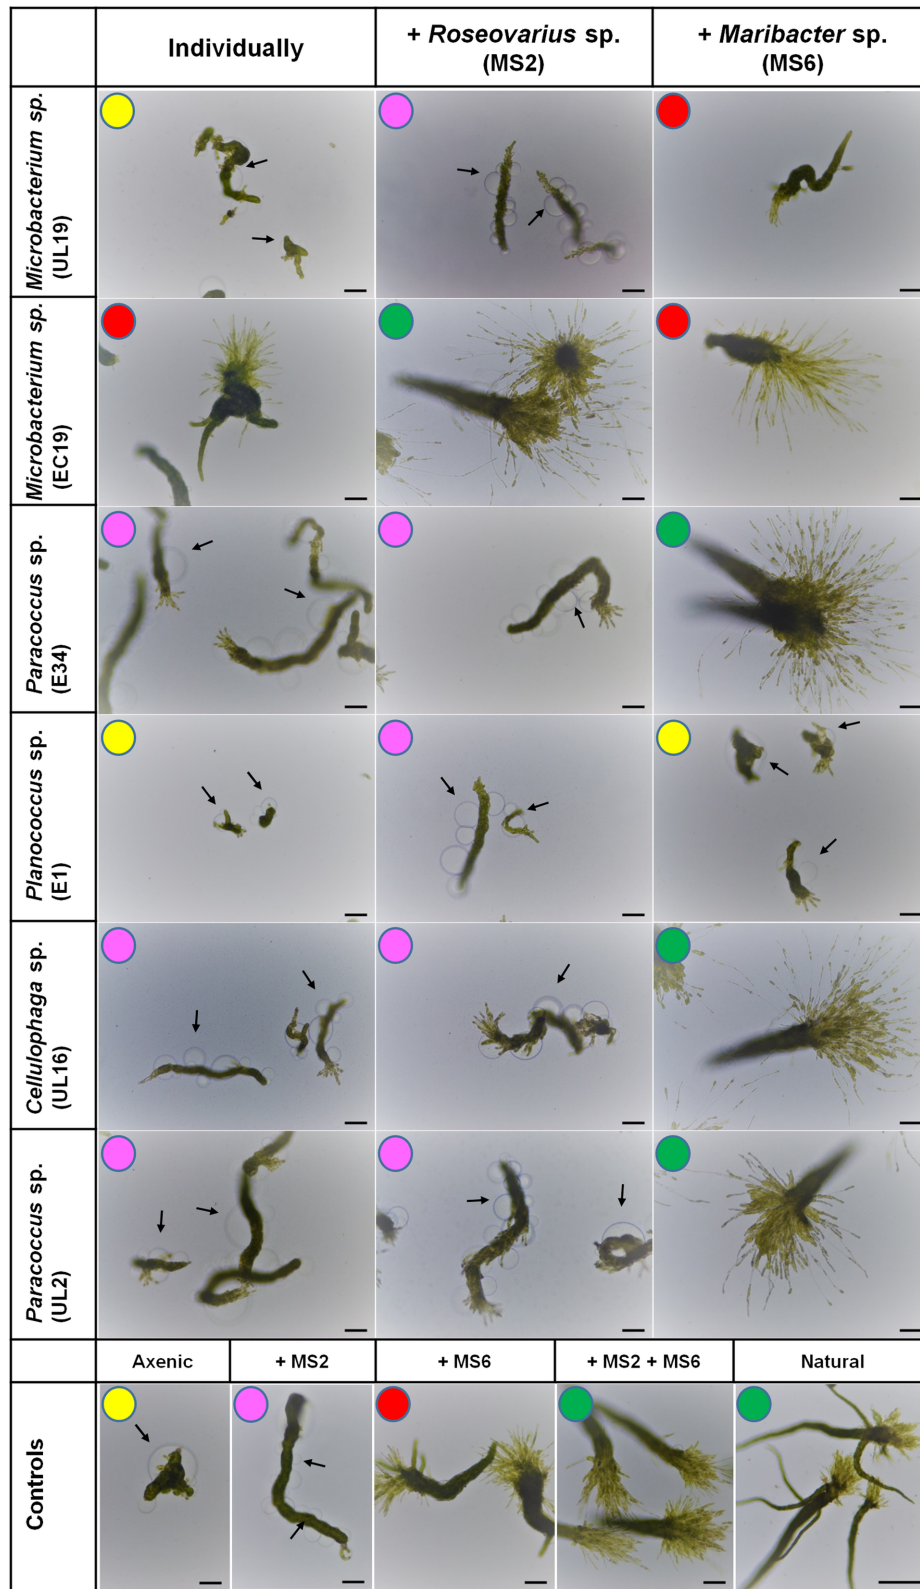 Individually
+ Roseovarius sp.
(MS2)
+ Maribacter sp.
(MS6)
Microbacterium sp.
(UL19)
Microbacterium sp.
(EC19)
Paracoccus sp.
(E34)
Planococcus sp.
(E1)
Cellulophaga sp.
(UL16)
Paracoccus sp.
(UL2)
Axenic
+ MS2
+ MS6
+ MS2 + MS6
Natural
Controls